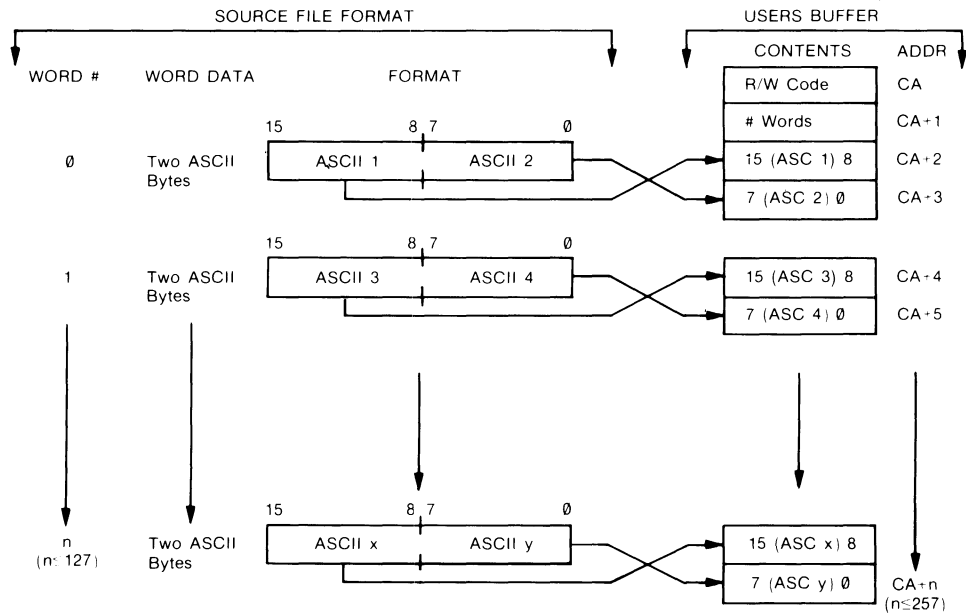 SOURCE FILE FORMAT USERS BUFFER
CONTENTS ADDR
WORD # WORD DATA FORMAT
R/W Code CA
# Words CA+1
15 8 7 Ø
Ø Two ASCII Bytes ASCII 1 ASCII 2 15 (ASC 1) 8 CA+2
7 (ASC 2) Ø CA+3
15 8 7 Ø
1 Two ASCII Bytes ASCII 3 ASCII 4 15 (ASC 3) 8 CA+4
7 (ASC 4) Ø CA+5
15 8 7 Ø
n (n≤127) Two ASCII Bytes ASCII x ASCII y 15 (ASC x) 8
7 (ASC y) Ø CA+n
(n≤257)